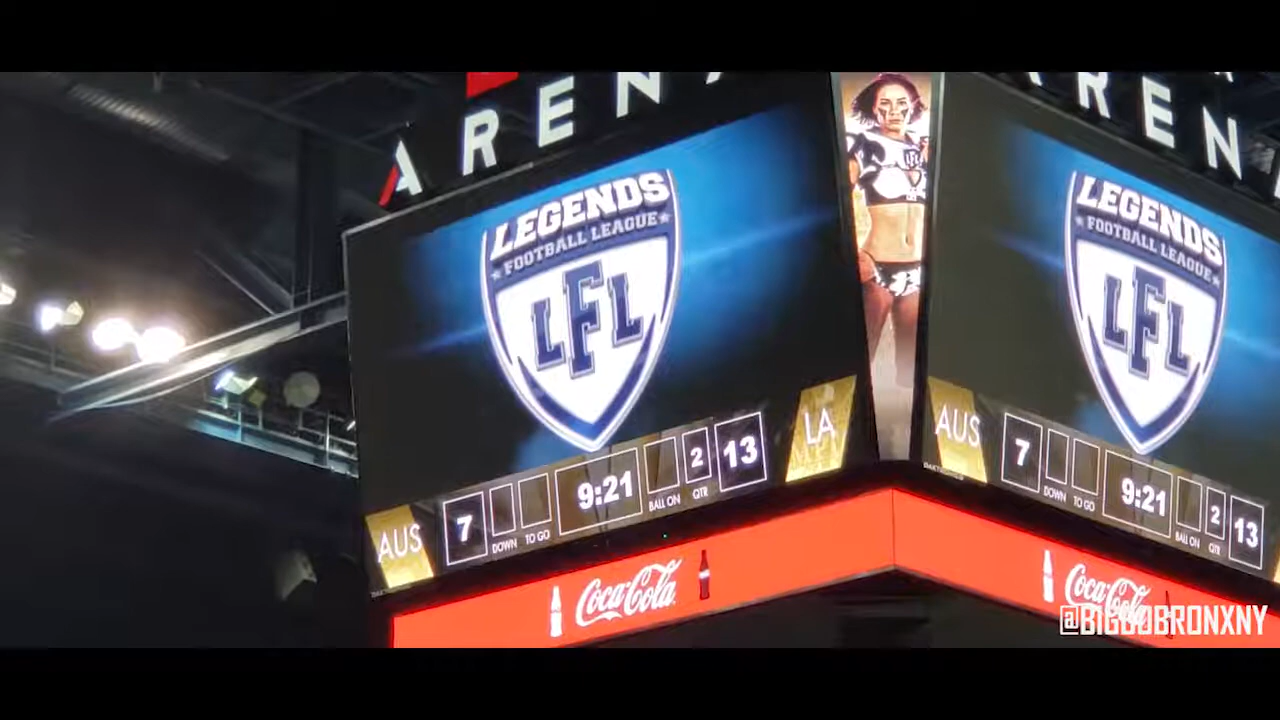 ARENA
AREN
LEGENDS
FOOTBALL LEAGUE
LFL
LFL
LEGENDS
FOOTBALL LEAGUE
LFL
AUS 7 DOWN TO GO 9:21 BALL ON 2 QTR 13 LA
AUS 7 DOWN TO GO 9:21 BALL ON 2 QTR 13
Coca-Cola
Coca-Cola